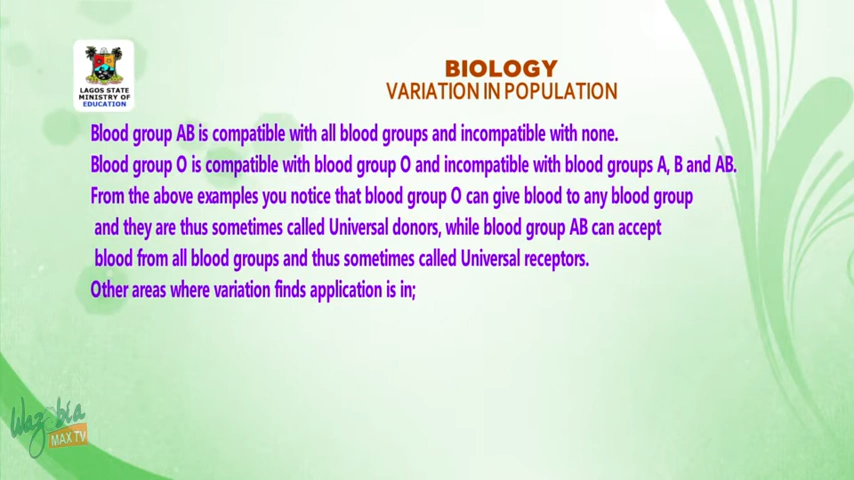 LAGOS STATE
MINISTRY OF
EDUCATION
BIOLOGY
VARIATION IN POPULATION
Blood group AB is compatible with all blood groups and incompatible with none.
Blood group O is compatible with blood group O and incompatible with blood groups A, B and AB.
From the above examples you notice that blood group O can give blood to any blood group
and they are thus sometimes called Universal donors, while blood group AB can accept
blood from all blood groups and thus sometimes called Universal receptors.
Other areas where variation finds application is in;
Wazobia
MAX TV